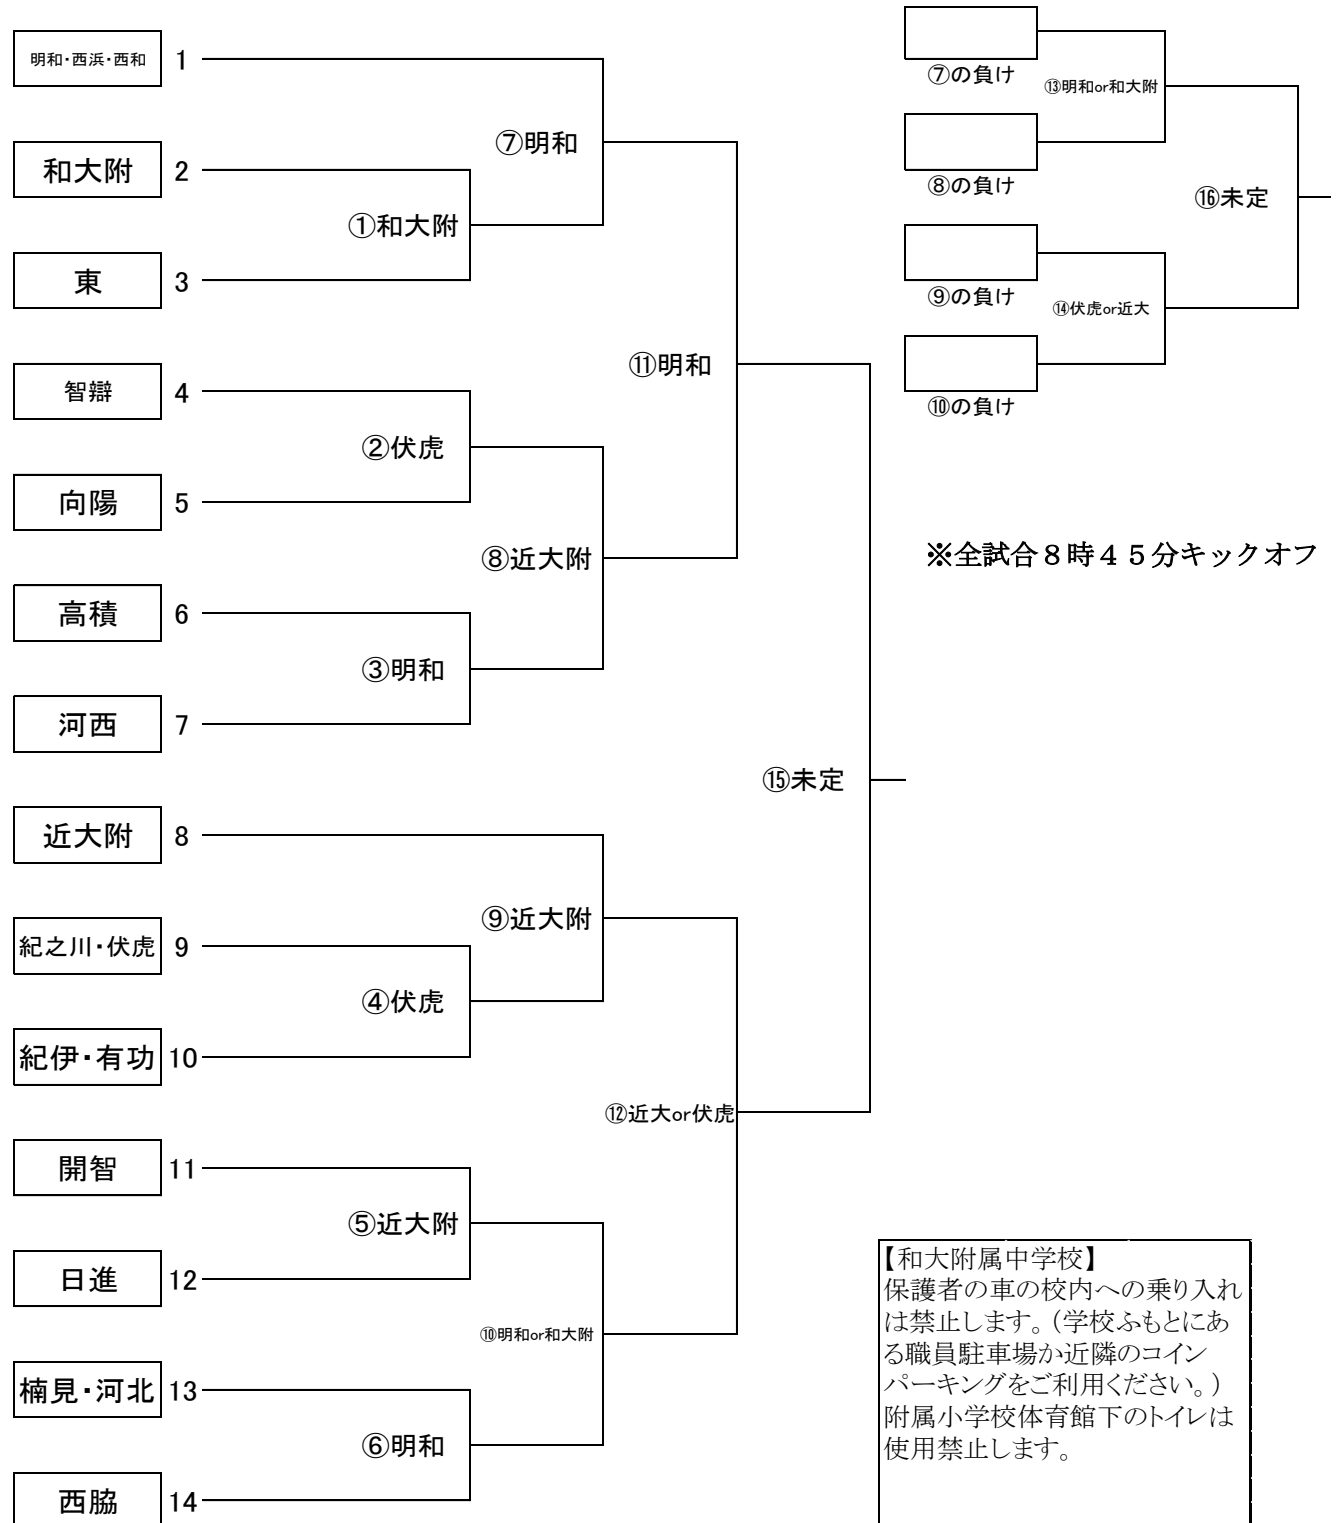 明和・西浜・西和 1
⑦明和
和大附 2
①和大附
東 3
⑪明和
智辯 4
②伏虎
向陽 5
⑧近大附
高積 6
③明和
河西 7
⑮未定
近大附 8
⑨近大附
紀之川・伏虎 9
④伏虎
紀伊・有功 10
⑫近大or伏虎
開智 11
⑤近大附
日進 12
⑩明和or和大附
楠見・河北 13
⑥明和
西脇 14
⑦の負け
⑬明和or和大附
⑧の負け
⑯未定
⑨の負け
⑭伏虎or近大
⑩の負け
※全試合８時４５分キックオフ
【和大附属中学校】
保護者の車の校内への乗り入れ
は禁止します。（学校ふもとにあ
る職員駐車場か近隣のコイン
パーキングをご利用ください。）
附属小学校体育館下のトイレは
使用禁止します。